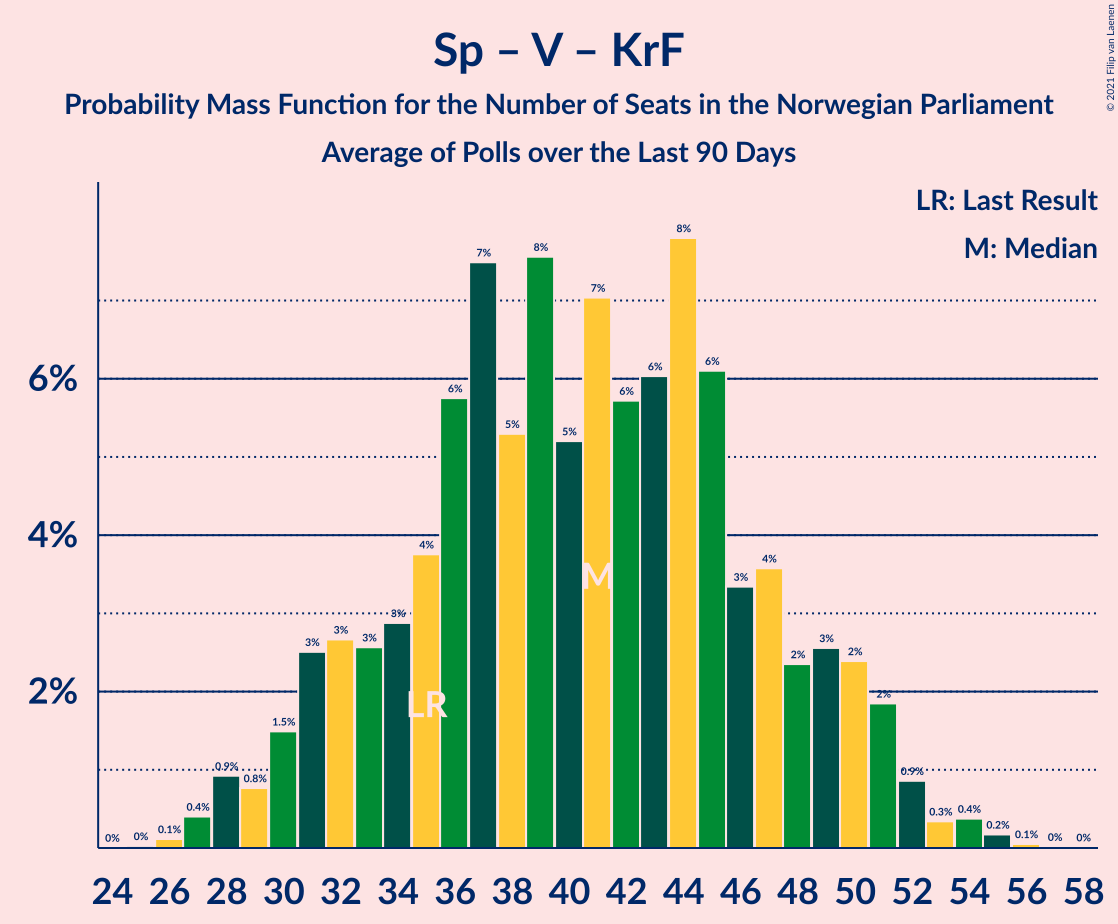 Sp – V – KrF
Probability Mass Function for the Number of Seats in the Norwegian Parliament
Average of Polls over the Last 90 Days
© 2021 Filip van Laenen
LR: Last Result
M: Median
6%
4%
2%
0% 0% 0.1% 0.4% 0.9% 0.8% 1.5% 3% 3% 3% 3% 4% 6% 7% 5% 8% 5% 7% 6% 6% 8% 6% 3% 4% 2% 3% 2% 2% 0.9% 0.3% 0.4% 0.2% 0.1% 0% 0%
M
LR
24 26 28 30 32 34 36 38 40 42 44 46 48 50 52 54 56 58